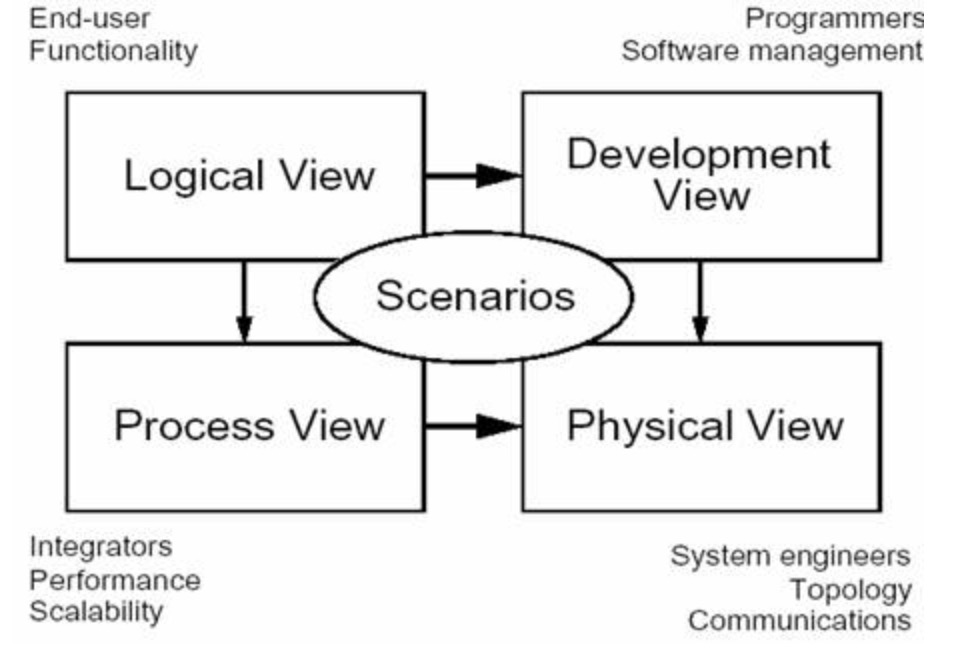 End-user
Functionality
Programmers
Software management
Logical View
Development
View
Scenarios
Process View
Physical View
Integrators
Performance
Scalability
System engineers
Topology
Communications